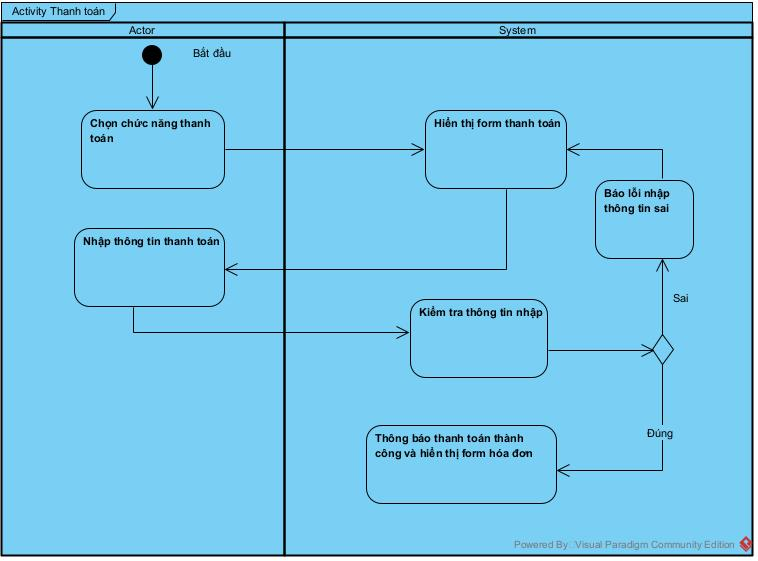 Activity Thanh toán
Actor
System
Bắt đầu
Chọn chức năng thanh
toán
Hiển thị form thanh toán
Báo lỗi nhập
thông tin sai
Nhập thông tin thanh toán
Sai
Kiểm tra thông tin nhập
Đúng
Thông báo thanh toán thành
công và hiển thị form hóa đơn
Powered By Visual Paradigm Community Edition